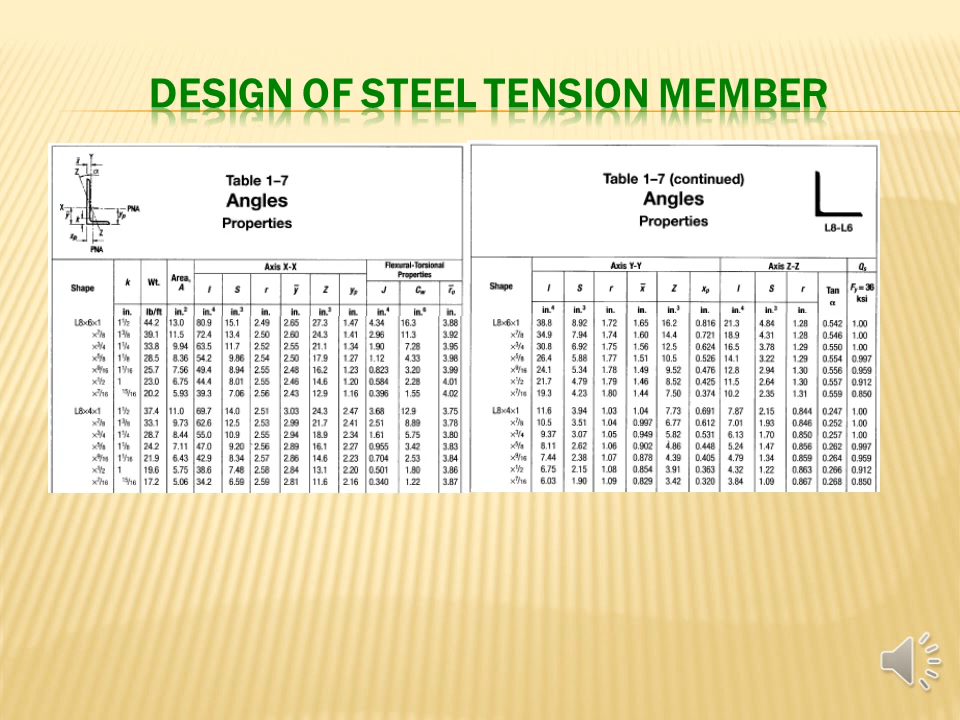 DESIGN OF STEEL TENSION MEMBER
Table 1–7
Angles
Properties
X
PNA
PNA
Axis X-X
Flexural-Torsional
Properties
Shape k Wt. Area, A I S r y̅ Z yp J Cw r̅o
in. lb/ft in.² in.⁴ in.³ in. in. in.³ in. in.⁴ in.⁶ in.
L8×6×1 1½ 44.2 13.0 80.9 15.1 2.49 2.65 27.3 1.47 4.34 16.3 3.88
×7/8 1⅜ 39.1 11.5 72.4 13.4 2.50 2.60 24.3 1.41 2.96 11.3 3.92
×3/4 1¼ 33.8 9.94 63.5 11.7 2.52 2.55 21.1 1.34 1.90 7.28 3.95
×5/8 1⅛ 28.5 8.36 54.2 9.86 2.54 2.50 17.9 1.27 1.12 4.33 3.98
×9/16 11/16 25.7 7.56 49.4 8.94 2.55 2.48 16.2 1.23 0.823 3.20 3.99
×1/2 1 23.0 6.75 44.4 8.01 2.55 2.46 14.6 1.20 0.584 2.28 4.01
×7/16 15/16 20.2 5.93 39.3 7.06 2.56 2.43 12.9 1.16 0.396 1.55 4.02
L8×4×1 1½ 37.4 11.0 69.7 14.0 2.51 3.03 24.3 2.47 3.68 12.9 3.75
×7/8 1⅜ 33.1 9.73 62.6 12.5 2.53 2.99 21.7 2.41 2.51 8.89 3.78
×3/4 1¼ 28.7 8.44 55.0 10.9 2.55 2.94 18.9 2.34 1.61 5.75 3.80
×5/8 1⅛ 24.2 7.11 47.0 9.20 2.56 2.89 16.1 2.27 0.955 3.42 3.83
×9/16 11/16 21.9 6.43 42.9 8.34 2.57 2.86 14.6 2.23 0.704 2.53 3.84
×1/2 1 19.6 5.75 38.6 7.48 2.58 2.84 13.1 2.20 0.501 1.80 3.86
×7/16 15/16 17.2 5.06 34.2 6.59 2.59 2.81 11.6 2.16 0.340 1.22 3.87
Table 1–7 (continued)
Angles
Properties
L8-L6
Axis Y-Y Axis Z-Z Qs
Shape I S r x̅ Z xp I S r Tan α Fy = 36 ksi
in.⁴ in.³ in. in. in.³ in. in.⁴ in.³ in.
L8×6×1 38.8 8.92 1.72 1.65 16.2 0.816 21.3 4.84 1.28 0.542 1.00
×7/8 34.9 7.94 1.74 1.60 14.4 0.721 18.9 4.31 1.28 0.546 1.00
×3/4 30.8 6.92 1.75 1.56 12.5 0.624 16.5 3.78 1.29 0.550 1.00
×5/8 26.4 5.88 1.77 1.51 10.5 0.526 14.1 3.22 1.29 0.554 0.997
×9/16 24.1 5.34 1.78 1.49 9.52 0.476 12.8 2.94 1.30 0.556 0.959
×1/2 21.7 4.79 1.79 1.46 8.52 0.425 11.5 2.64 1.30 0.557 0.912
×7/16 19.3 4.23 1.80 1.44 7.50 0.374 10.2 2.35 1.31 0.559 0.850
L8×4×1 11.6 3.94 1.03 1.04 7.73 0.691 7.87 2.15 0.844 0.247 1.00
×7/8 10.5 3.51 1.04 0.997 6.77 0.612 7.01 1.93 0.846 0.252 1.00
×3/4 9.37 3.07 1.05 0.949 5.82 0.531 6.13 1.70 0.850 0.257 1.00
×5/8 8.11 2.62 1.06 0.902 4.86 0.448 5.24 1.47 0.856 0.262 0.997
×9/16 7.44 2.38 1.07 0.878 4.39 0.405 4.79 1.34 0.859 0.264 0.959
×1/2 6.75 2.15 1.08 0.854 3.91 0.363 4.32 1.22 0.863 0.266 0.912
×7/16 6.03 1.90 1.09 0.829 3.42 0.320 3.84 1.09 0.867 0.268 0.850